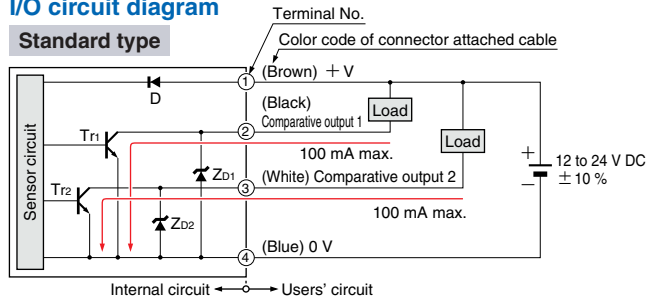 I/O circuit diagram
Standard type
Terminal No.
Color code of connector attached cable
1 (Brown) +V
D
(Black)
2 Comparative output 1
Load
Load
Tr1
100 mA max.
ZD1
3 (White) Comparative output 2
Tr2
100 mA max.
ZD2
Sensor circuit
+
−
12 to 24 V DC
± 10 %
4 (Blue) 0 V
Internal circuit
Users' circuit